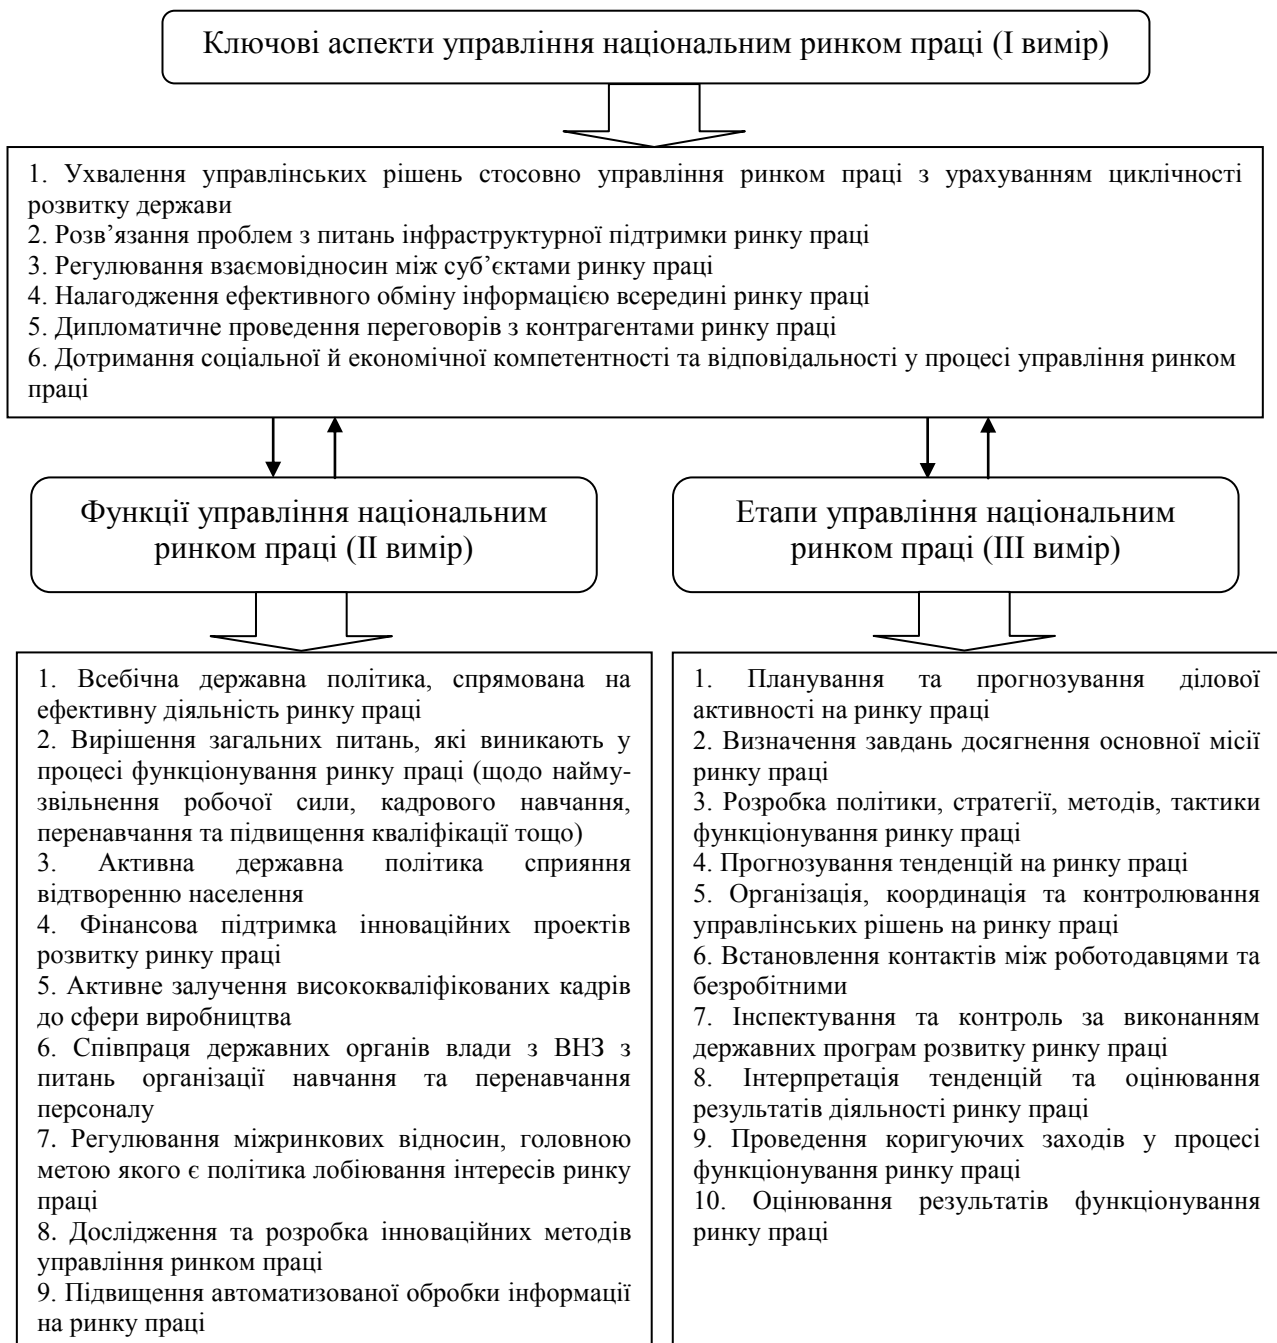 Ключові аспекти управління національним ринком праці (І вимір)
1. Ухвалення управлінських рішень стосовно управління ринком праці з урахуванням циклічності
розвитку держави
2. Розв’язання проблем з питань інфраструктурної підтримки ринку праці
3. Регулювання взаємовідносин між суб’єктами ринку праці
4. Налагодження ефективного обміну інформацією всередині ринку праці
5. Дипломатичне проведення переговорів з контрагентами ринку праці
6. Дотримання соціальної й економічної компетентності та відповідальності у процесі управління ринком
праці
Функції управління національним
ринком праці (ІІ вимір)
1. Всебічна державна політика, спрямована на
ефективну діяльність ринку праці
2. Вирішення загальних питань, які виникають у
процесі функціонування ринку праці (щодо найму-
звільнення робочої сили, кадрового навчання,
перенавчання та підвищення кваліфікації тощо)
3. Активна державна політика сприяння
відтворенню населення
4. Фінансова підтримка інноваційних проектів
розвитку ринку праці
5. Активне залучення висококваліфікованих кадрів
до сфери виробництва
6. Співпраця державних органів влади з ВНЗ з
питань організації навчання та перенавчання
персоналу
7. Регулювання міжринкових відносин, головною
метою якого є політика лобіювання інтересів ринку
праці
8. Дослідження та розробка інноваційних методів
управління ринком праці
9. Підвищення автоматизованої обробки інформації
на ринку праці
Етапи управління національним
ринком праці (ІІІ вимір)
1. Планування та прогнозування ділової
активності на ринку праці
2. Визначення завдань досягнення основної місії
ринку праці
3. Розробка політики, стратегії, методів, тактики
функціонування ринку праці
4. Прогнозування тенденцій на ринку праці
5. Організація, координація та контролювання
управлінських рішень на ринку праці
6. Встановлення контактів між роботодавцями та
безробітними
7. Інспектування та контроль за виконанням
державних програм розвитку ринку праці
8. Інтерпретація тенденцій та оцінювання
результатів діяльності ринку праці
9. Проведення коригуючих заходів у процесі
функціонування ринку праці
10. Оцінювання результатів функціонування
ринку праці